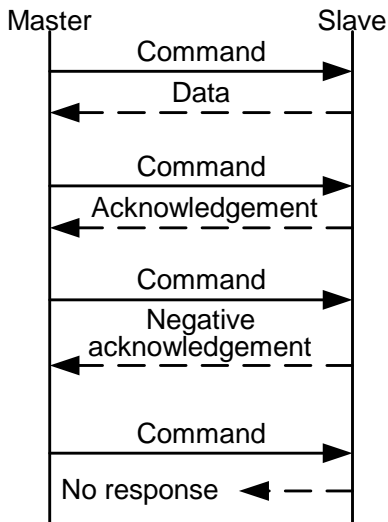 Master Slave
Command
Data
Command
Acknowledgement
Command
Negative
acknowledgement
Command
No response